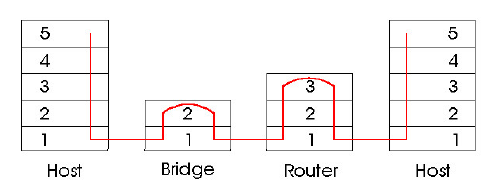 5 5
4 4
3 3 3
2 2 2 2
1 1 1 1
Host Bridge Router Host